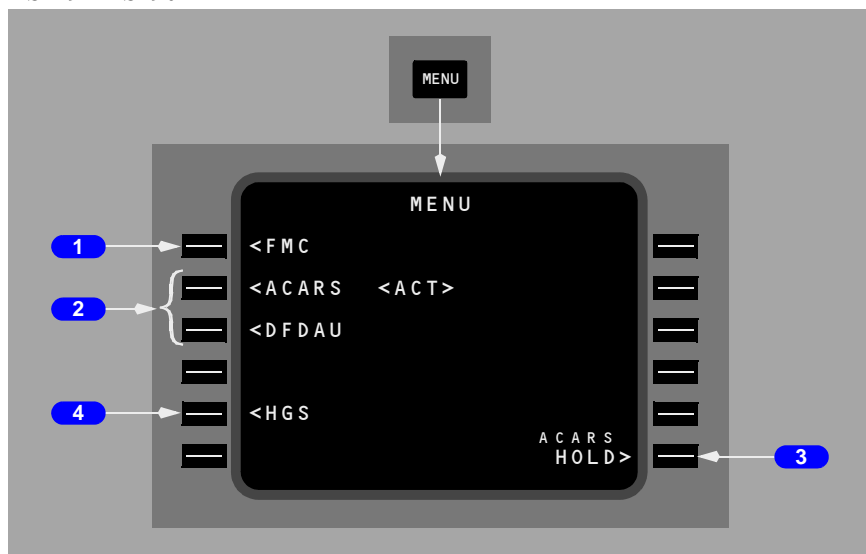 MENU
MENU
1 <FMC
<ACARS <ACT>
2
<DFDAU
4 <HGS
ACARS
HOLD> 3